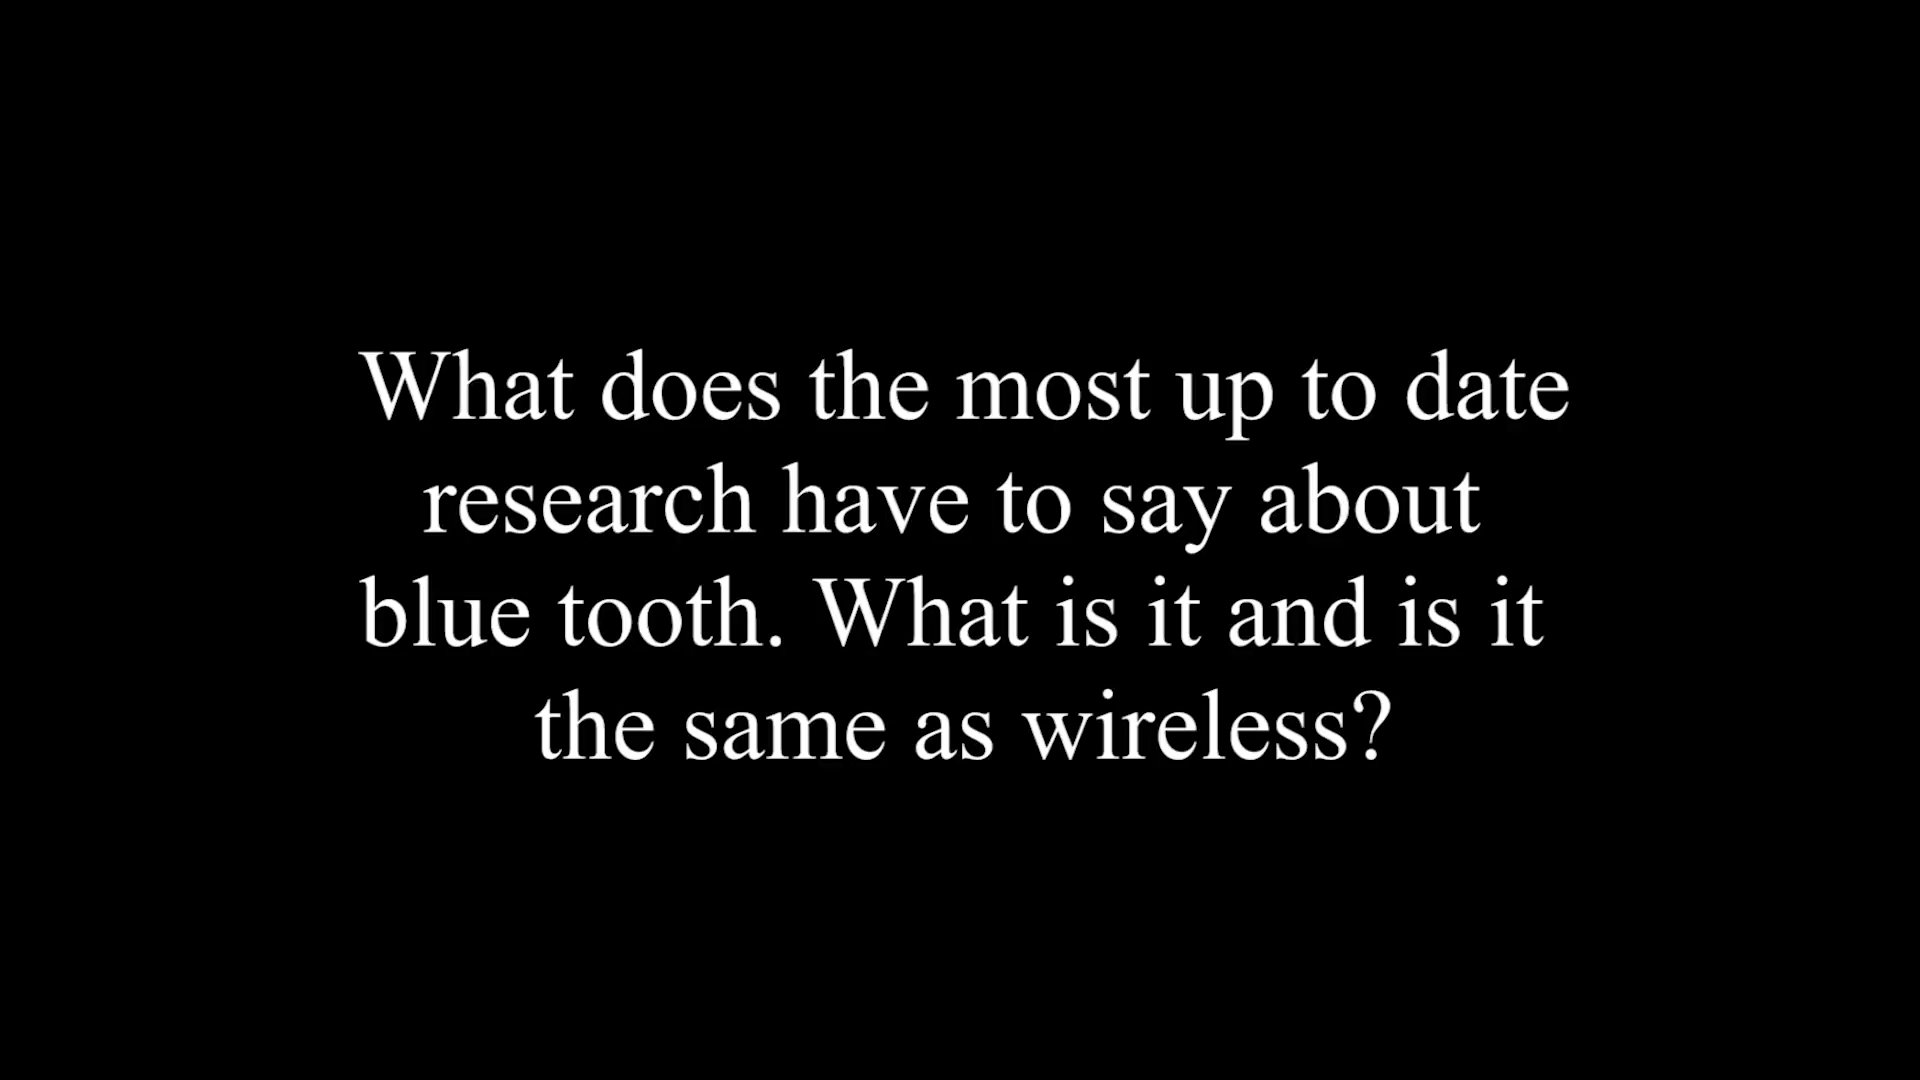 What does the most up to date
research have to say about
blue tooth. What is it and is it
the same as wireless?